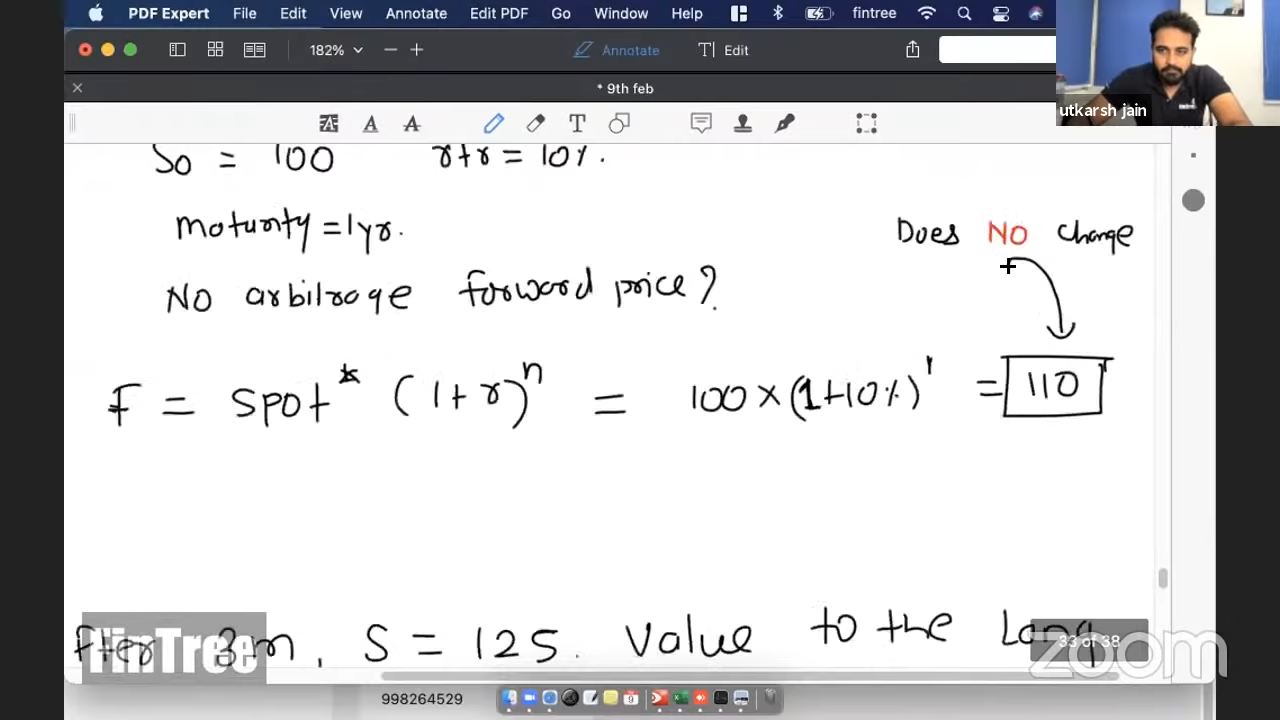 PDF Expert File Edit View Annotate Edit PDF Go Window Help fintree
182% Annotate T Edit
* 9th feb
utkarsh jain
So = 100 r+r = 10%.
Maturity = 1yr.
Does NO change
No arbitrage forward price?
F = Spot * (1+r)^n = 100 × (1+10%)^1 = 110
After 3m, S = 125. Value to the Long
FinTree
33 of 38
zoom
998264529